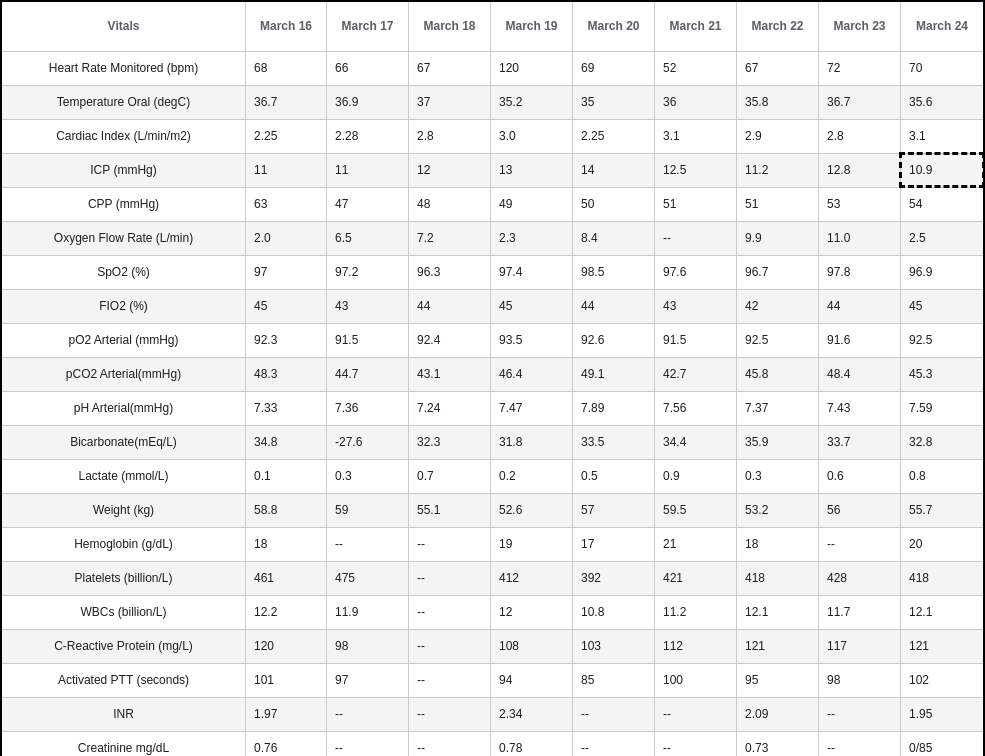 Vitals March 16 March 17 March 18 March 19 March 20 March 21 March 22 March 23 March 24
Heart Rate Monitored (bpm) 68 66 67 120 69 52 67 72 70
Temperature Oral (degC) 36.7 36.9 37 35.2 35 36 35.8 36.7 35.6
Cardiac Index (L/min/m2) 2.25 2.28 2.8 3.0 2.25 3.1 2.9 2.8 3.1
ICP (mmHg) 11 11 12 13 14 12.5 11.2 12.8 10.9
CPP (mmHg) 63 47 48 49 50 51 51 53 54
Oxygen Flow Rate (L/min) 2.0 6.5 7.2 2.3 8.4 -- 9.9 11.0 2.5
SpO2 (%) 97 97.2 96.3 97.4 98.5 97.6 96.7 97.8 96.9
FIO2 (%) 45 43 44 45 44 43 42 44 45
pO2 Arterial (mmHg) 92.3 91.5 92.4 93.5 92.6 91.5 92.5 91.6 92.5
pCO2 Arterial(mmHg) 48.3 44.7 43.1 46.4 49.1 42.7 45.8 48.4 45.3
pH Arterial(mmHg) 7.33 7.36 7.24 7.47 7.89 7.56 7.37 7.43 7.59
Bicarbonate(mEq/L) 34.8 -27.6 32.3 31.8 33.5 34.4 35.9 33.7 32.8
Lactate (mmol/L) 0.1 0.3 0.7 0.2 0.5 0.9 0.3 0.6 0.8
Weight (kg) 58.8 59 55.1 52.6 57 59.5 53.2 56 55.7
Hemoglobin (g/dL) 18 -- -- 19 17 21 18 -- 20
Platelets (billion/L) 461 475 -- 412 392 421 418 428 418
WBCs (billion/L) 12.2 11.9 -- 12 10.8 11.2 12.1 11.7 12.1
C-Reactive Protein (mg/L) 120 98 -- 108 103 112 121 117 121
Activated PTT (seconds) 101 97 -- 94 85 100 95 98 102
INR 1.97 -- -- 2.34 -- -- 2.09 -- 1.95
Creatinine mg/dL 0.76 -- -- 0.78 -- -- 0.73 -- 0/85